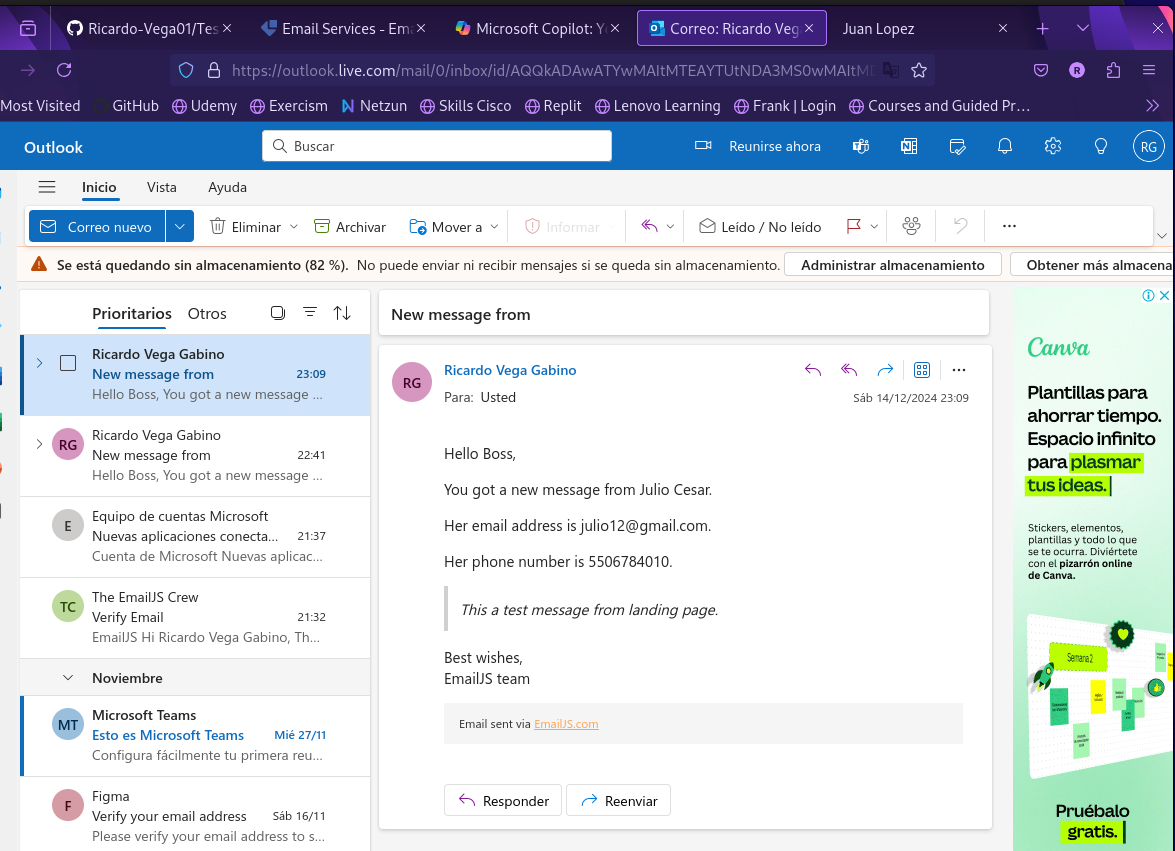 Ricardo-Vega01/Tes
Email Services - Em
Microsoft Copilot: Y
Correo: Ricardo Veg
Juan Lopez
https://outlook.live.com/mail/0/inbox/id/AQQkADAwATYwMAItMTEAYTUtNDA3MS0wMAItMD
R
Most Visited
GitHub
Udemy
Exercism
Netzun
Skills Cisco
Replit
Lenovo Learning
Frank | Login
Courses and Guided Pr…
Outlook
Buscar
Reunirse ahora
RG
Inicio
Vista
Ayuda
Correo nuevo
Eliminar
Archivar
Mover a
Informar
Leído / No leído
Se está quedando sin almacenamiento (82 %). No puede enviar ni recibir mensajes si se queda sin almacenamiento.
Administrar almacenamiento
Obtener más almacena
Prioritarios
Otros
Ricardo Vega Gabino
New message from 23:09
Hello Boss, You got a new message ...
RG
Ricardo Vega Gabino
New message from 22:41
Hello Boss, You got a new message ...
E
Equipo de cuentas Microsoft
Nuevas aplicaciones conecta... 21:37
Cuenta de Microsoft Nuevas aplicac...
TC
The EmailJS Crew
Verify Email 21:32
EmailJS Hi Ricardo Vega Gabino, Th...
Noviembre
MT
Microsoft Teams
Esto es Microsoft Teams Mié 27/11
Configura fácilmente tu primera reu...
F
Figma
Verify your email address Sáb 16/11
Please verify your email address to s...
New message from
RG
Ricardo Vega Gabino
Para: Usted
Sáb 14/12/2024 23:09
Hello Boss,
You got a new message from Julio Cesar.
Her email address is julio12@gmail.com.
Her phone number is 5506784010.
This a test message from landing page.
Best wishes,
EmailJS team
Email sent via EmailJS.com
Responder
Reenviar
Canva
Plantillas para
ahorrar tiempo.
Espacio infinito
para plasmar
tus ideas.
Stickers, elementos,
plantillas y todo lo que
se te ocurra. Diviértete
con el pizarrón online
de Canva.
Semana 2
Pruébalo
gratis.